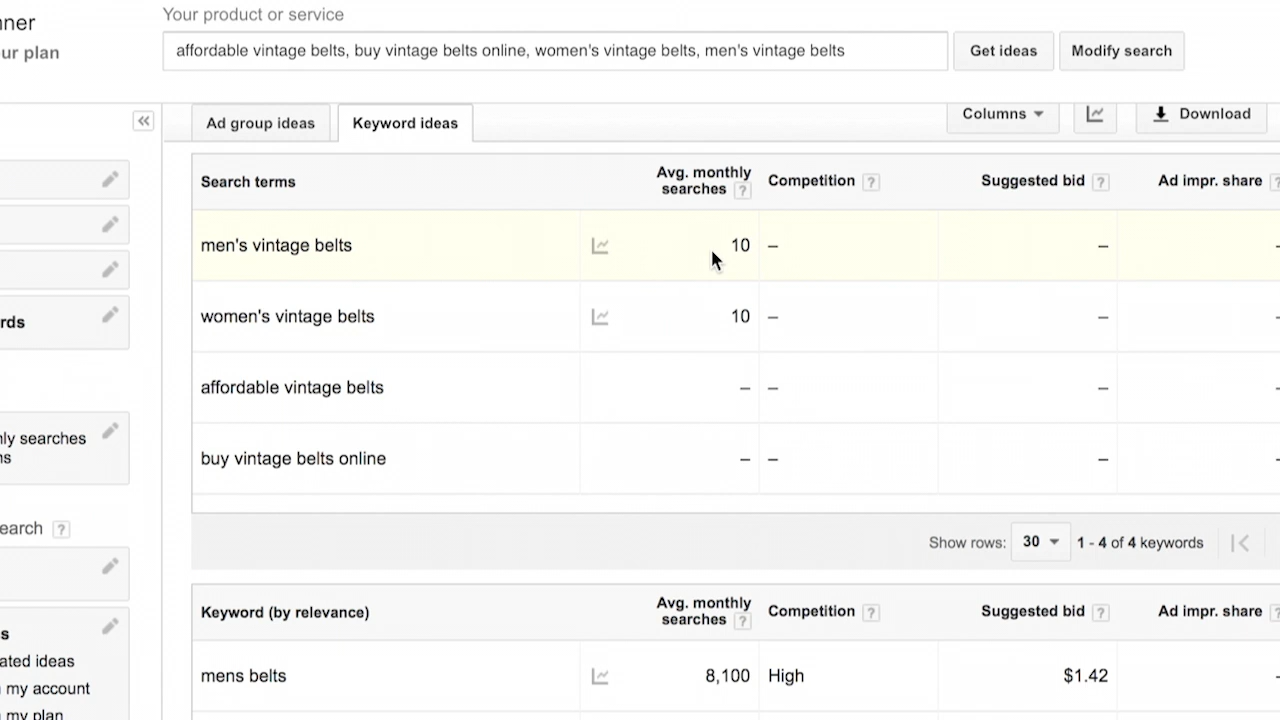 nner
ur plan
Your product or service
affordable vintage belts, buy vintage belts online, women's vintage belts, men's vintage belts
Get ideas
Modify search
«
Ad group ideas
Keyword ideas
Columns
Download
Search terms
Avg. monthly
searches ?
Competition ?
Suggested bid ?
Ad impr. share ?
men's vintage belts 10 – – -
women's vintage belts 10 – – -
affordable vintage belts – – – -
buy vintage belts online – – – -
rds
nly searches
ns
earch ?
s
ated ideas
my account
my plan
Show rows: 30 1 - 4 of 4 keywords
Keyword (by relevance)
Avg. monthly
searches ?
Competition ?
Suggested bid ?
Ad impr. share ?
mens belts 8,100 High $1.42 -